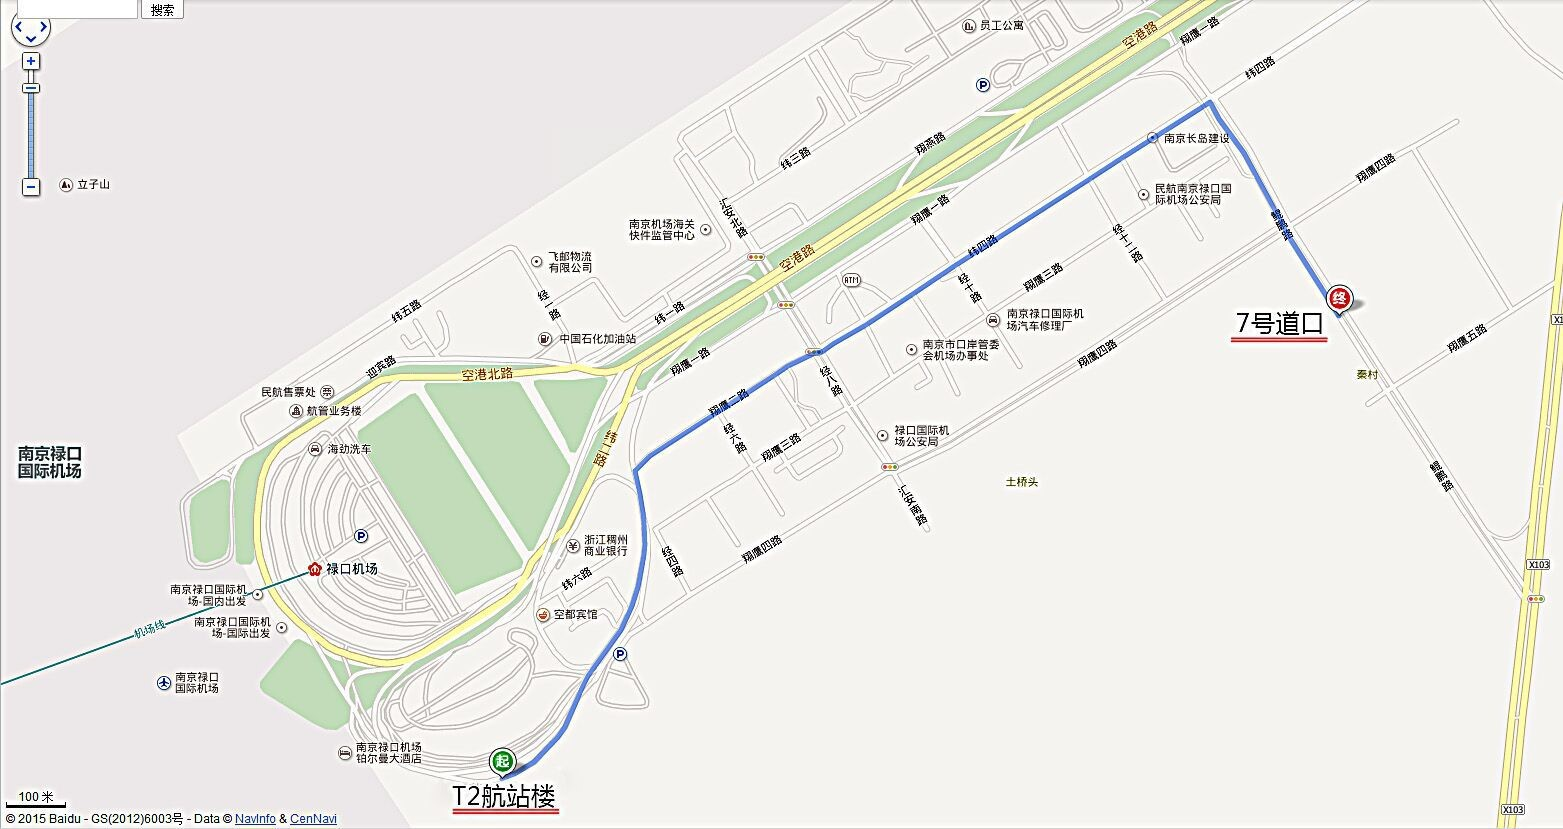 搜索
员工公寓
空港路
翔鹰一路
纬四路
P
翔燕路
南京长岛建设
纬三路
翔鹰四路
立子山
民航南京禄口国
际机场公安局
汇安北路
翔鹰一路
鲲鹏路
南京机场海关
快件监管中心
经十二路
空港路
纬四路
飞邮物流
有限公司
翔鹰三路
ATM
经十路
经一路
终
纬五路
纬一路
南京禄口国际机
场汽车修理厂
7号道口
X1
中国石化加油站
翔鹰五路
南京市口岸管委
会机场办事处
翔鹰四路
翔鹰一路
迎宾路
空港北路
经八路
秦村
民航售票处
航管业务楼
翔鹰二路
禄口国际机
场公安局
经六路
翔鹰三路
纬二路
海劲洗车
南京禄口
国际机场
鲲鹏路
土桥头
汇安南路
P
浙江稠州
商业银行
翔鹰四路
经四路
X103
禄口机场
纬六路
南京禄口国际机
场-国内出发
空都宾馆
南京禄口国际机
场-国际出发
机场线
P
南京禄口
国际机场
南京禄口机场
铂尔曼大酒店
起
T2航站楼
100 米
X103
© 2015 Baidu - GS(2012)6003号 - Data © NavInfo & CenNavi